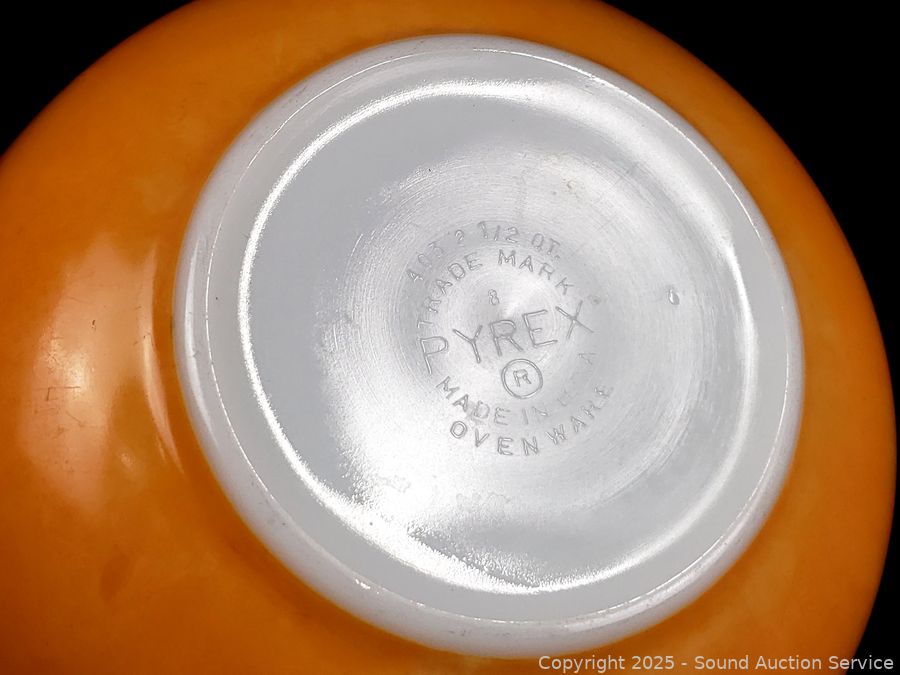 403 2 1/2 QT.
TRADE MARK
8
PYREX
®
MADE IN U.S.A.
OVENWARE
Copyright 2025 - Sound Auction Service